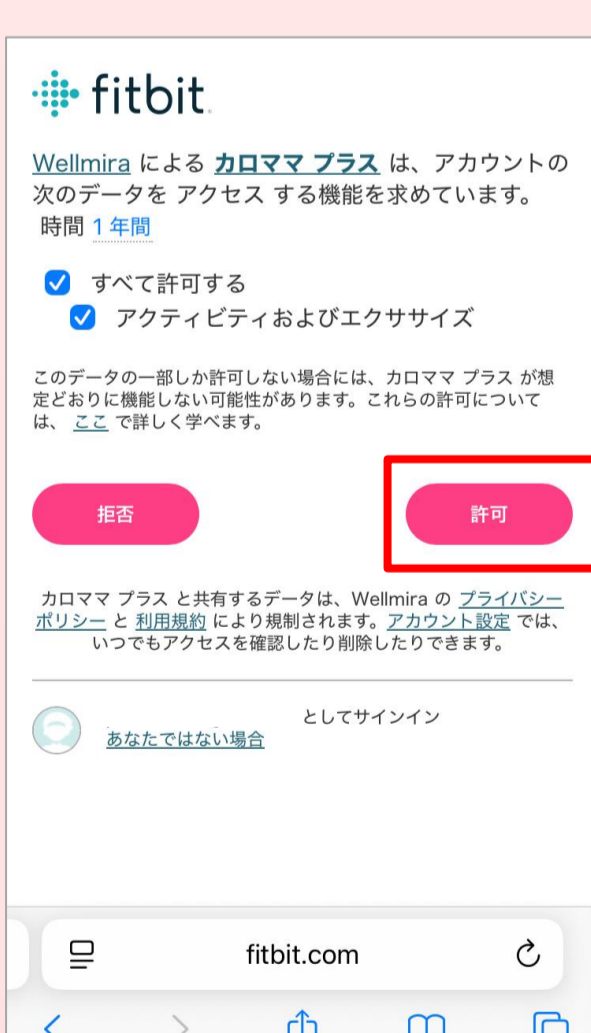 fitbit
Wellmira による カロママ プラス は、アカウントの
次のデータを アクセス する機能を求めています。
時間 1 年間
すべて許可する
アクティビティおよびエクササイズ
このデータの一部しか許可しない場合には、カロママ プラス が想
定どおりに機能しない可能性があります。これらの許可について
は、 ここ で詳しく学べます。
拒否
許可
カロママ プラス と共有するデータは、Wellmira の プライバシー
ポリシー と 利用規約 により規制されます。アカウント設定 では、
いつでもアクセスを確認したり削除したりできます。
としてサインイン
あなたではない場合
fitbit.com